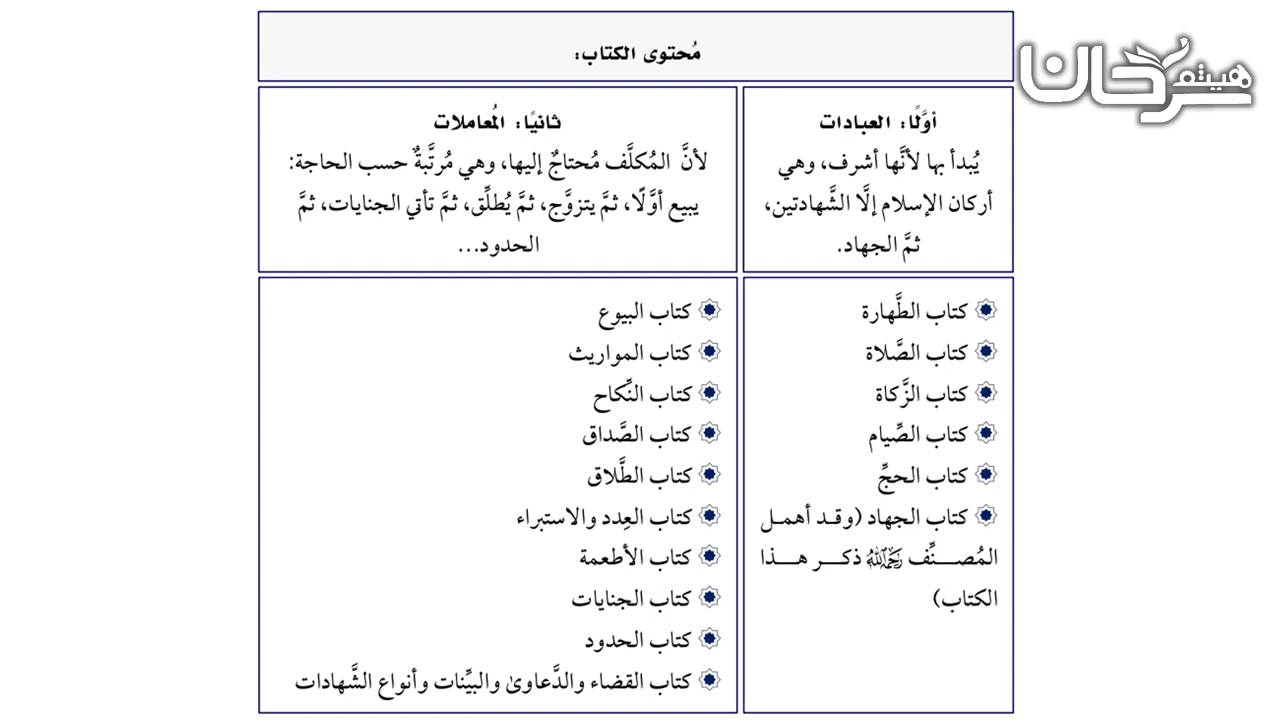 مُحتوى الكتاب:
هيثم سرحان
أوَّلًا: العبادات
يُبدأ بها لأنَّها أشرف، وهي
أركان الإسلام إلَّا الشَّهادتين،
ثمَّ الجهاد.
ثانيًا: المُعاملات
لأنَّ المُكلَّف مُحتاجٌ إليها، وهي مُرتَّبةٌ حسب الحاجة:
يبيع أوَّلًا، ثمَّ يتزوَّج، ثمَّ يُطلِّق، ثمَّ تأتي الجنايات، ثمَّ
الحدود...
كتاب الطَّهارة
كتاب الصَّلاة
كتاب الزَّكاة
كتاب الصِّيام
كتاب الحجِّ
كتاب الجهاد (وقد أهمل
المُصنِّف رحمه الله ذكر هذا
الكتاب)
كتاب البيوع
كتاب المواريث
كتاب النِّكاح
كتاب الصَّداق
كتاب الطَّلاق
كتاب العِدد والاستبراء
كتاب الأطعمة
كتاب الجنايات
كتاب الحدود
كتاب القضاء والدَّعاوىٰ والبيِّنات وأنواع الشَّهادات